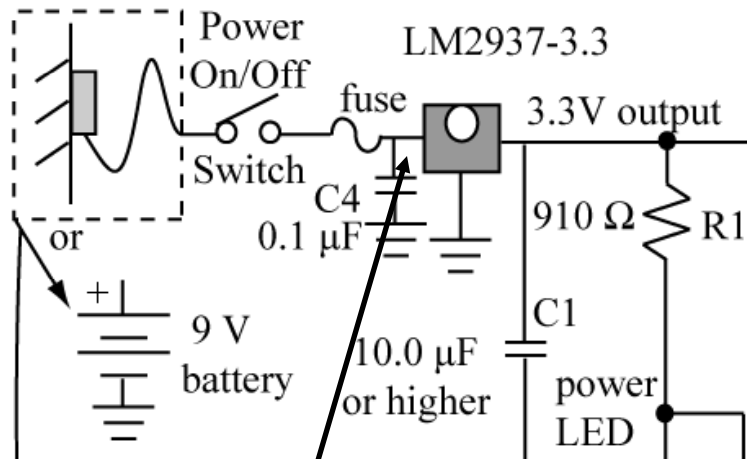 Power
On/Off
Switch
LM2937-3.3
fuse
3.3V output
C4
0.1 µF
910 Ω
R1
or
+
9 V
battery
10.0 µF
or higher
C1
power
LED